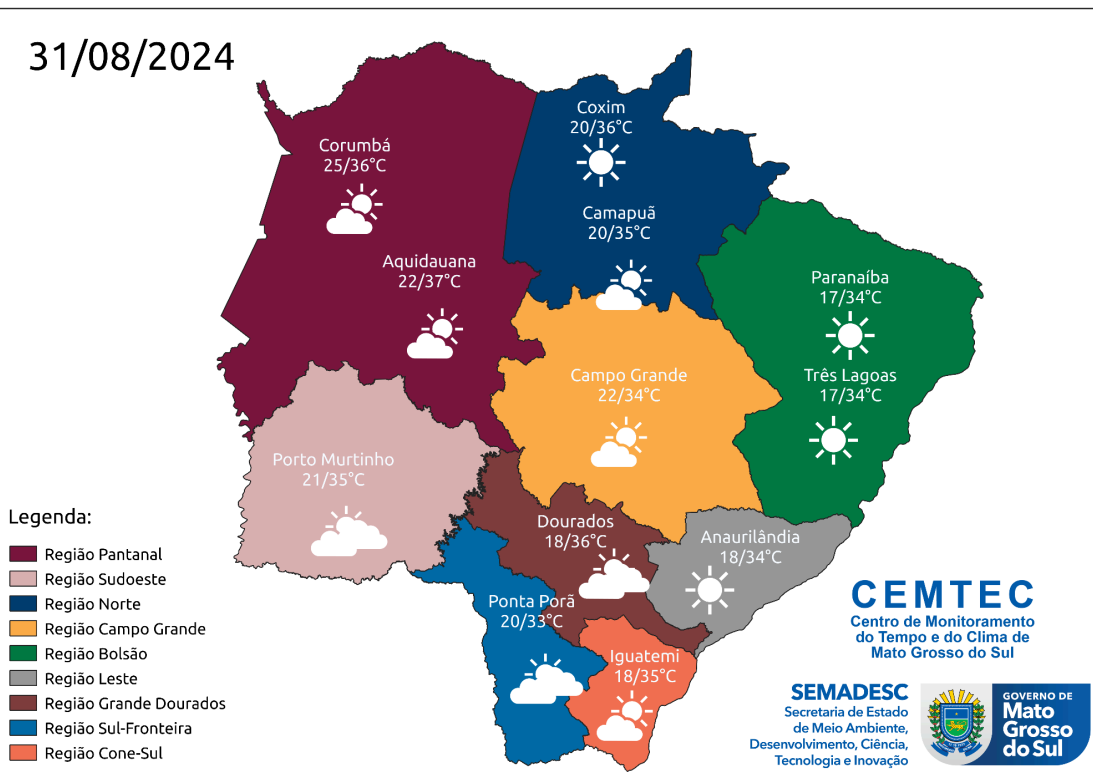 31/08/2024
Coxim
20/36°C
Corumbá
25/36°C
Camapuã
20/35°C
Aquidauana
22/37°C
Paranaíba
17/34°C
Campo Grande
22/34°C
Três Lagoas
17/34°C
Porto Murtinho
21/35°C
Dourados
18/36°C
Anaurilândia
18/34°C
Ponta Porã
20/33°C
Iguatemi
18/35°C
Legenda:
Região Pantanal
Região Sudoeste
Região Norte
Região Campo Grande
Região Bolsão
Região Leste
Região Grande Dourados
Região Sul-Fronteira
Região Cone-Sul
CEMTEC
Centro de Monitoramento
do Tempo e do Clima de
Mato Grosso do Sul
SEMADESC
Secretaria de Estado
de Meio Ambiente,
Desenvolvimento, Ciência,
Tecnologia e Inovação
GOVERNO DE
Mato
Grosso
do Sul